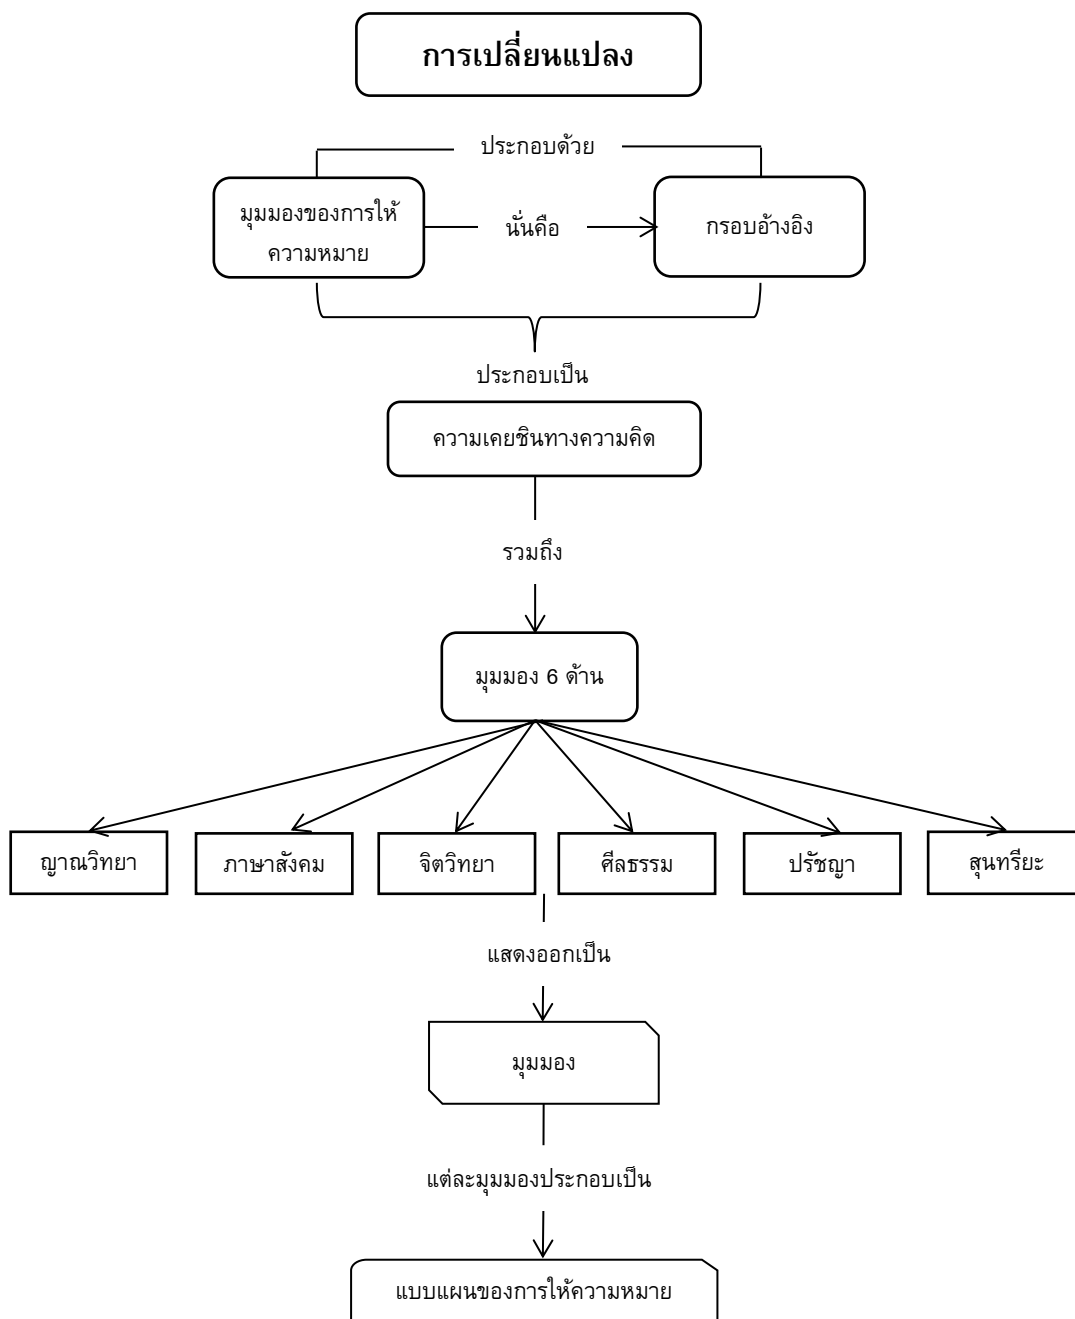 การเปลี่ยนแปลง
ประกอบด้วย
มุมมองของการให้
ความหมาย
นั่นคือ
กรอบอ้างอิง
ประกอบเป็น
ความเคยชินทางความคิด
รวมถึง
มุมมอง 6 ด้าน
ญาณวิทยา
ภาษาสังคม
จิตวิทยา
ศีลธรรม
ปรัชญา
สุนทรียะ
แสดงออกเป็น
มุมมอง
แต่ละมุมมองประกอบเป็น
แบบแผนของการให้ความหมาย